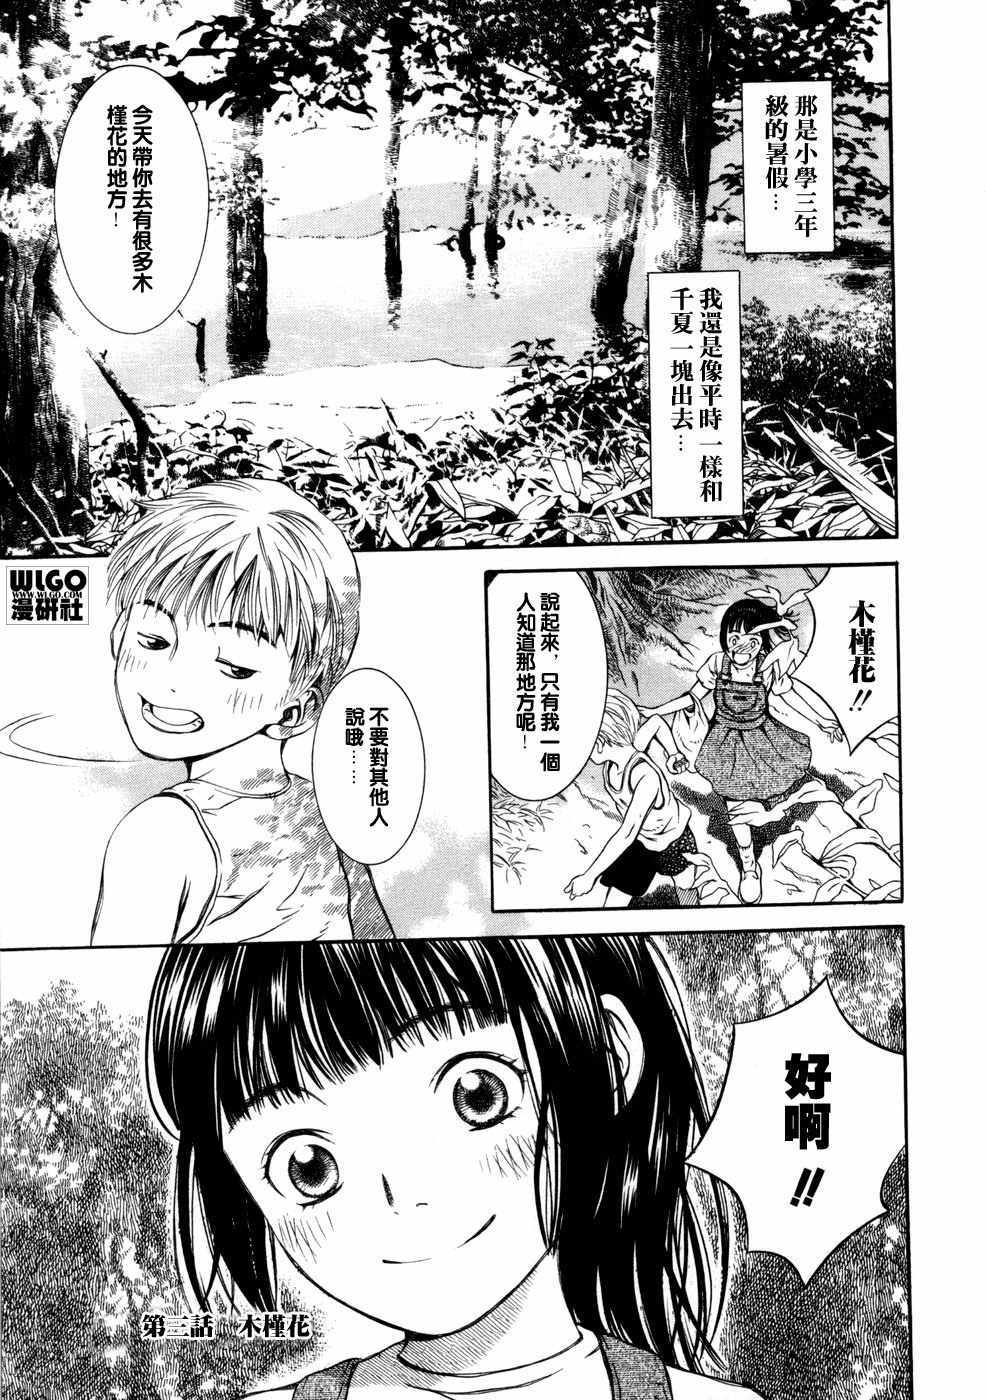 那是小學三年
級的暑假…
我還是像平時一樣和
千夏一塊出去…
今天帶你去有很多木
槿花的地方！
木槿花!!
說起來，只有我一個
人知道那地方呢！
不要對其他人
說哦……
WLGO
WWW.WLGO.COM
漫研社
好啊!!
第三話　木槿花